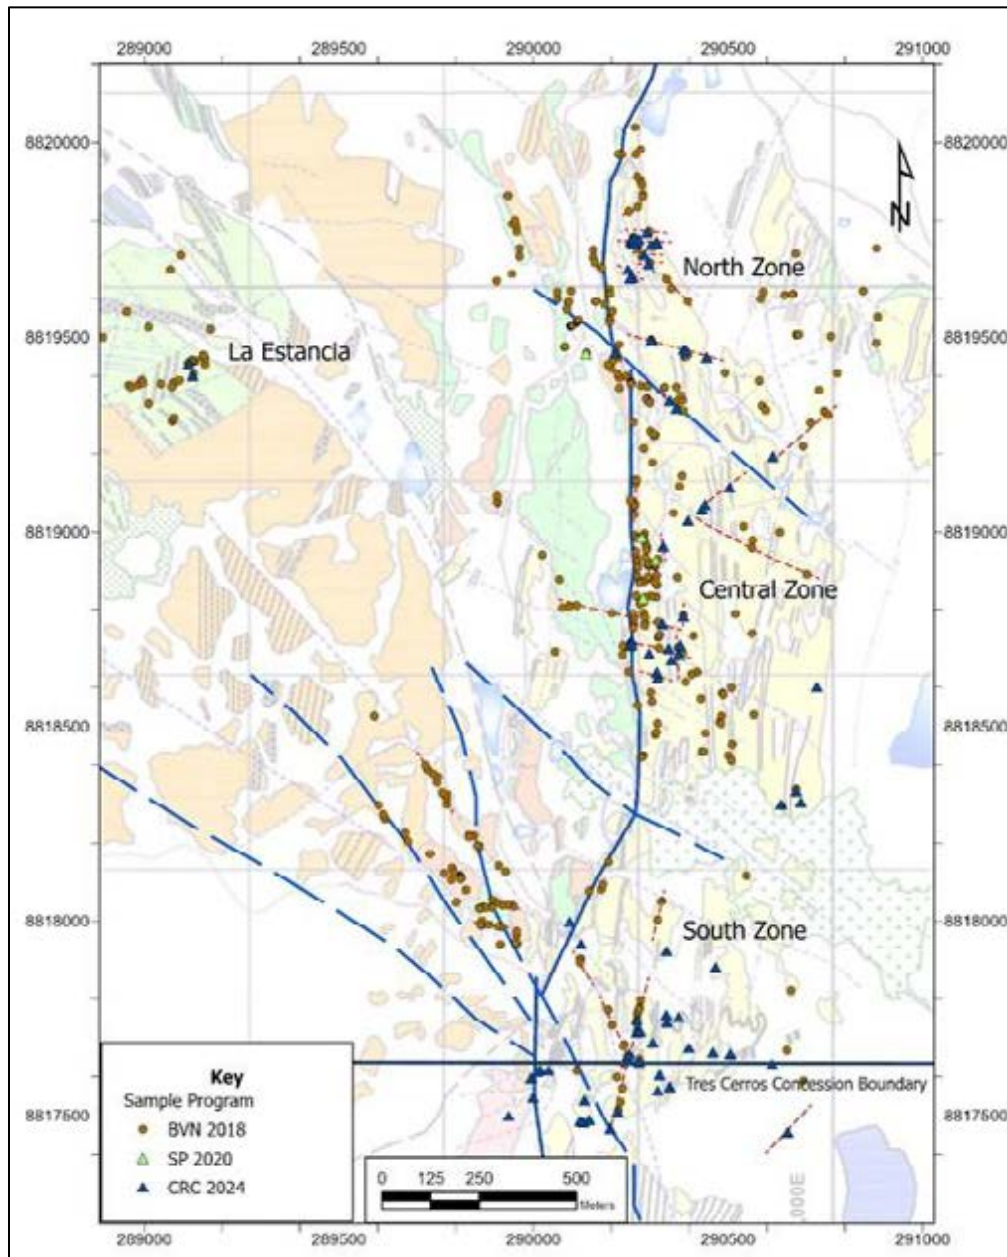 289000 289500 290000 290500 291000
8820000 8820000
N
North Zone
8819500 8819500
La Estancia
8819000 8819000
Central Zone
8818500 8818500
8818000 8818000
South Zone
Key
Tres Cerros Concession Boundary
Sample Program
8817500 8817500
BVN 2018
SP 2020
CRC 2024
0 125 250 500
Meters
000E
289000 289500 290000 290500 291000